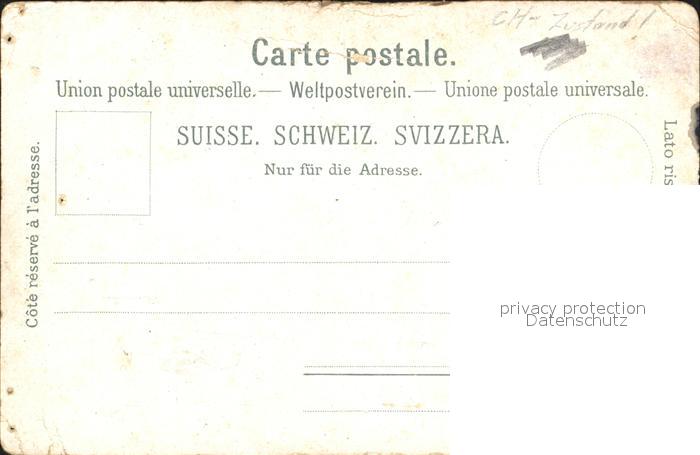 CH- Zustand!
Carte postale.
Union postale universelle. — Weltpostverein. — Unione postale universale.
SUISSE. SCHWEIZ. SVIZZERA.
Nur für die Adresse.
Côté réservé à l'adresse.
Lato ris
privacy protection
Datenschutz